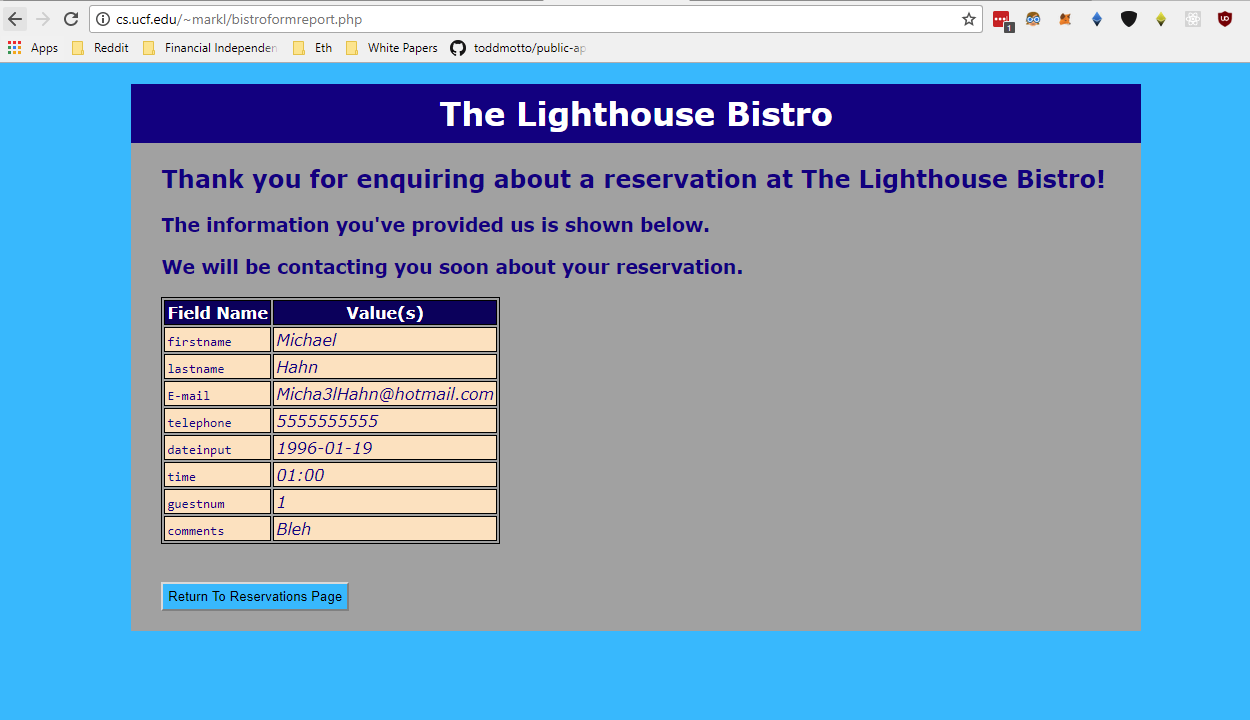 cs.ucf.edu/~markl/bistroformreport.php
1
Apps Reddit Financial Independen Eth White Papers toddmotto/public-ap
The Lighthouse Bistro
Thank you for enquiring about a reservation at The Lighthouse Bistro!
The information you've provided us is shown below.
We will be contacting you soon about your reservation.
Field Name Value(s)
firstname Michael
lastname Hahn
E-mail Micha3lHahn@hotmail.com
telephone 5555555555
dateinput 1996-01-19
time 01:00
guestnum 1
comments Bleh
Return To Reservations Page